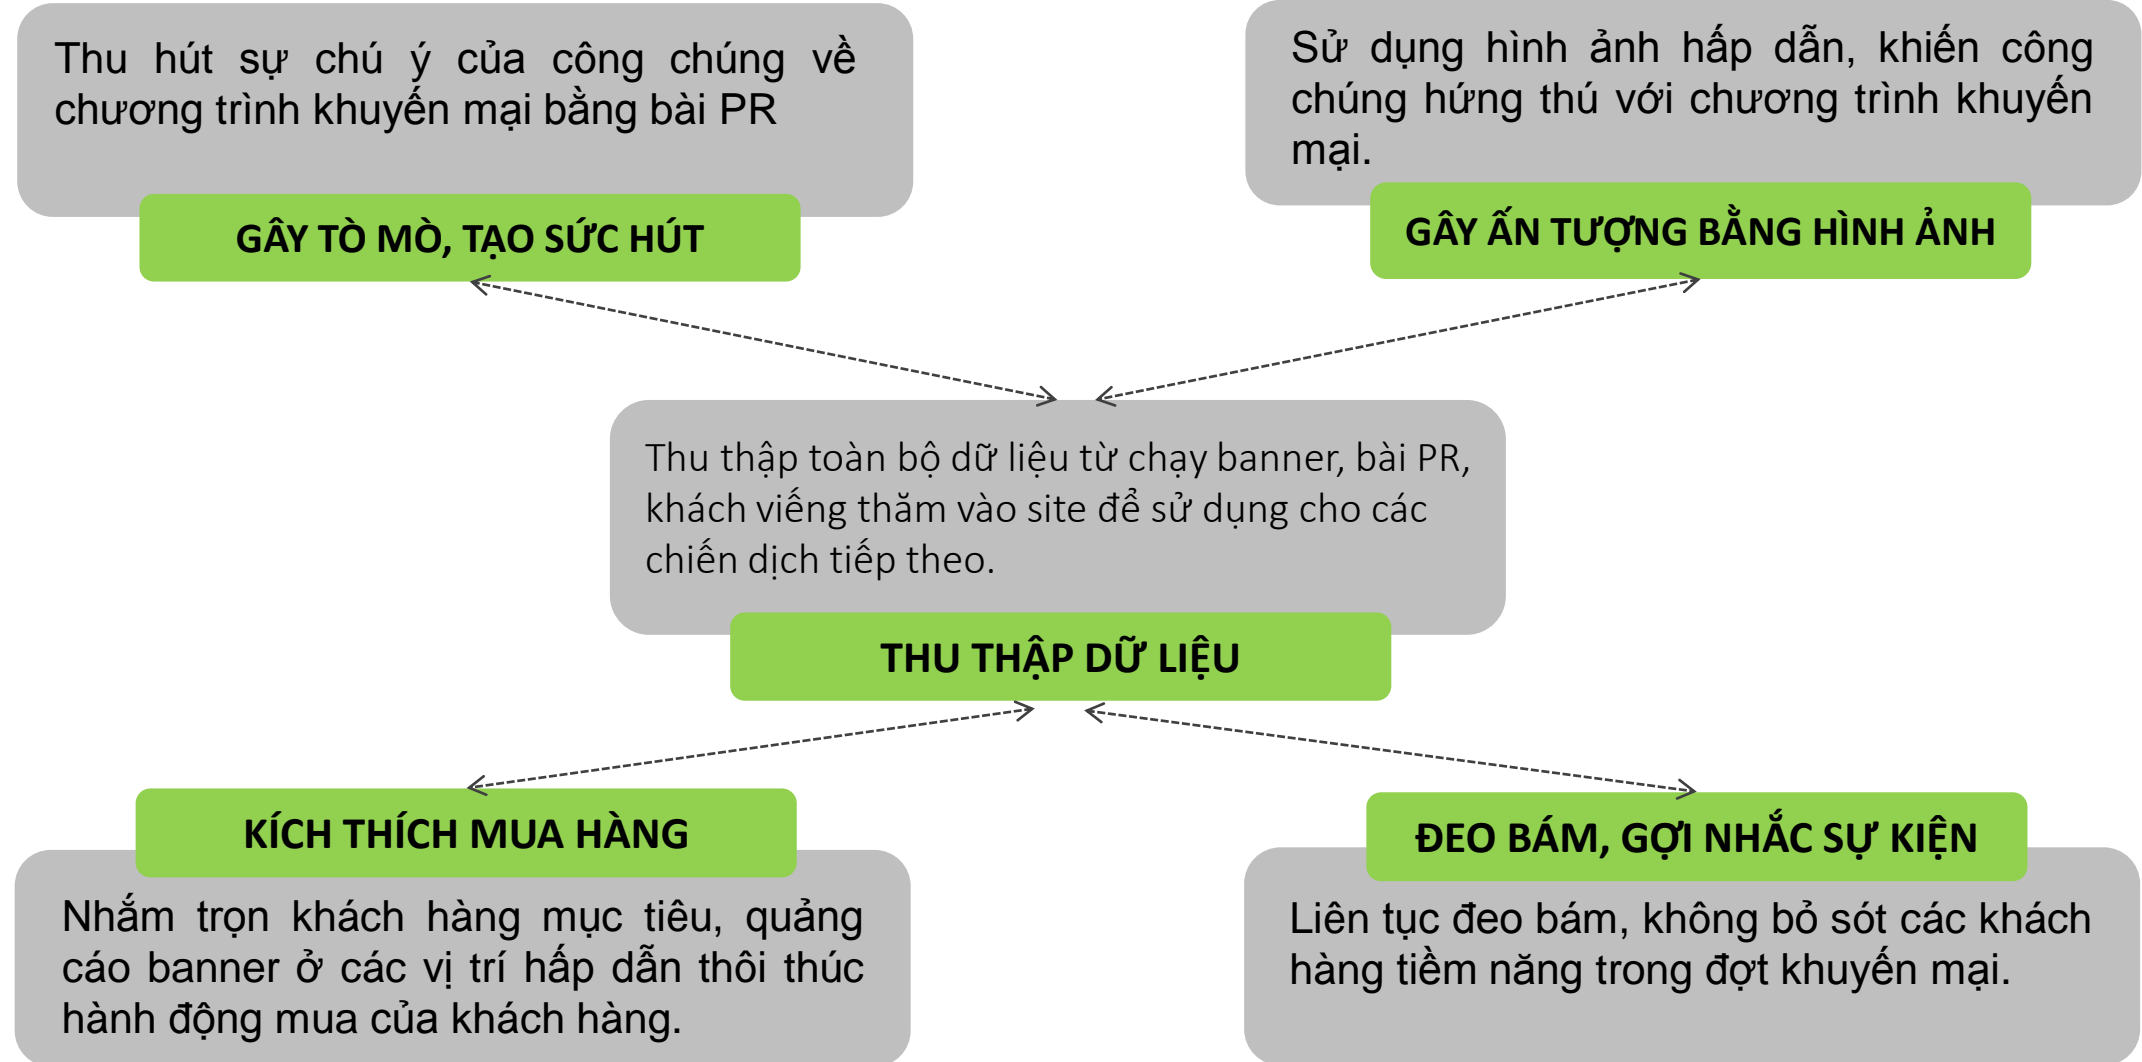 Thu hút sự chú ý của công chúng về
chương trình khuyến mại bằng bài PR
GÂY TÒ MÒ, TẠO SỨC HÚT
Sử dụng hình ảnh hấp dẫn, khiến công
chúng hứng thú với chương trình khuyến
mại.
GÂY ẤN TƯỢNG BẰNG HÌNH ẢNH
Thu thập toàn bộ dữ liệu từ chạy banner, bài PR,
khách viếng thăm vào site để sử dụng cho các
chiến dịch tiếp theo.
THU THẬP DỮ LIỆU
KÍCH THÍCH MUA HÀNG
Nhắm trọn khách hàng mục tiêu, quảng
cáo banner ở các vị trí hấp dẫn thôi thúc
hành động mua của khách hàng.
ĐEO BÁM, GỢI NHẮC SỰ KIỆN
Liên tục đeo bám, không bỏ sót các khách
hàng tiềm năng trong đợt khuyến mại.